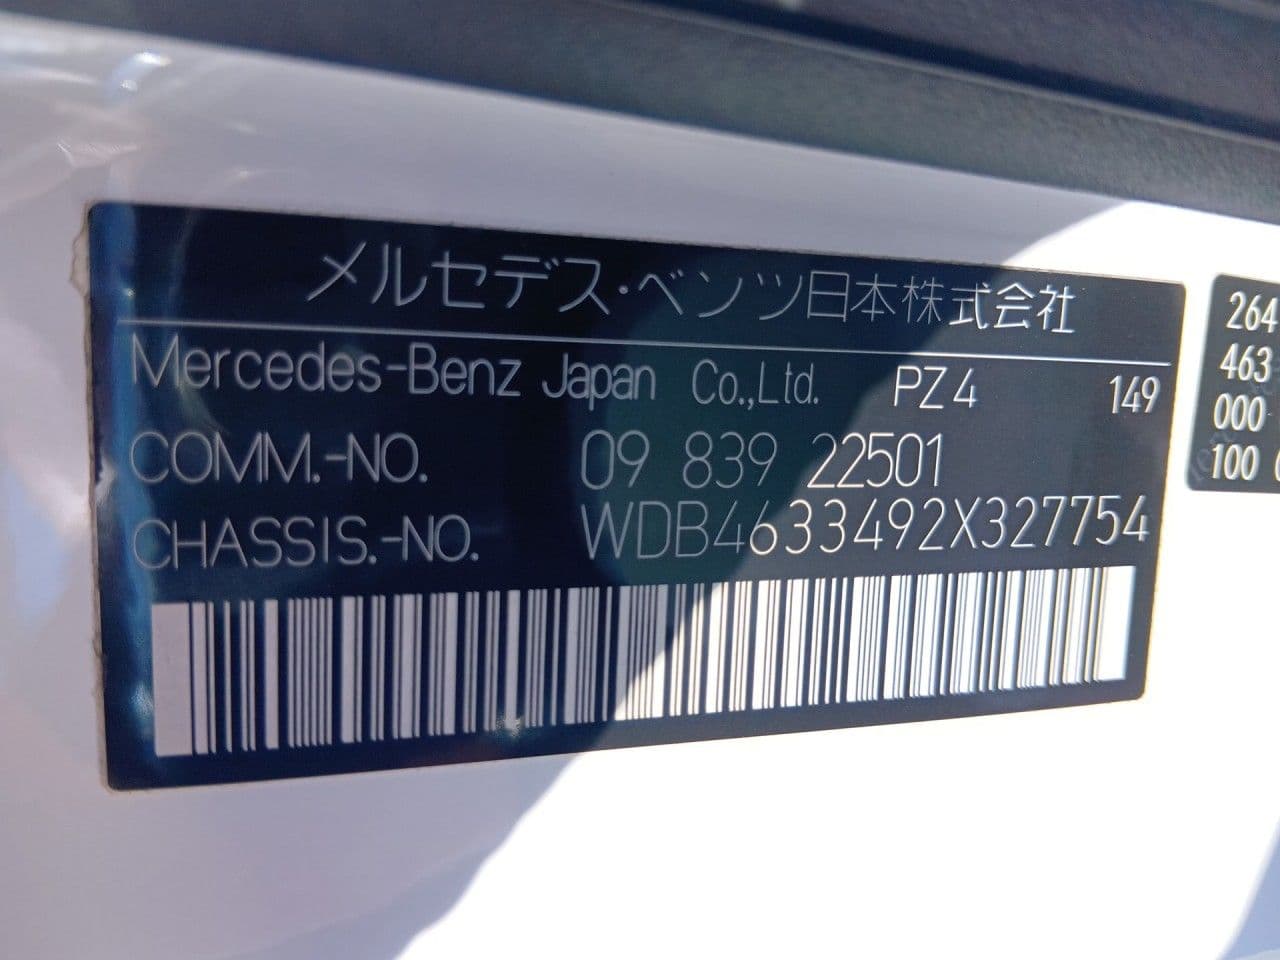 メルセデス・ベンツ日本株式会社
Mercedes-Benz Japan Co.,Ltd. PZ4 149
COMM.-NO. 09 839 22501
CHASSIS.-NO. WDB4633492X327754
264
463
000
100